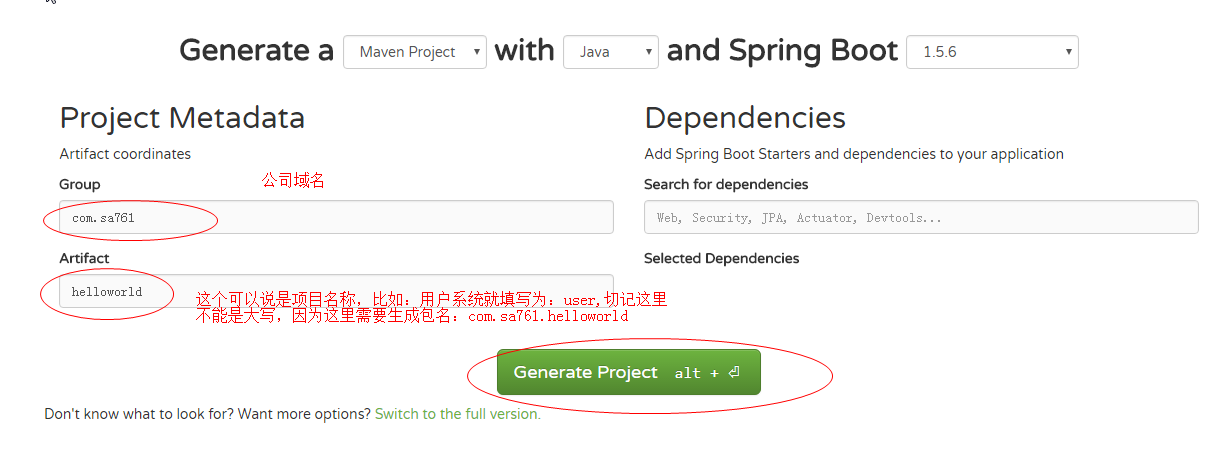 Generate a Maven Project with Java and Spring Boot 1.5.6
Project Metadata
Artifact coordinates
Group
公司域名
com.sa761
Artifact
helloworld
这个可以说是项目名称，比如：用户系统就填写为：user,切记这里
不能是大写，因为这里需要生成包名：com.sa761.helloworld
Dependencies
Add Spring Boot Starters and dependencies to your application
Search for dependencies
Web, Security, JPA, Actuator, Devtools...
Selected Dependencies
Generate Project alt + ⏎
Don't know what to look for? Want more options? Switch to the full version.